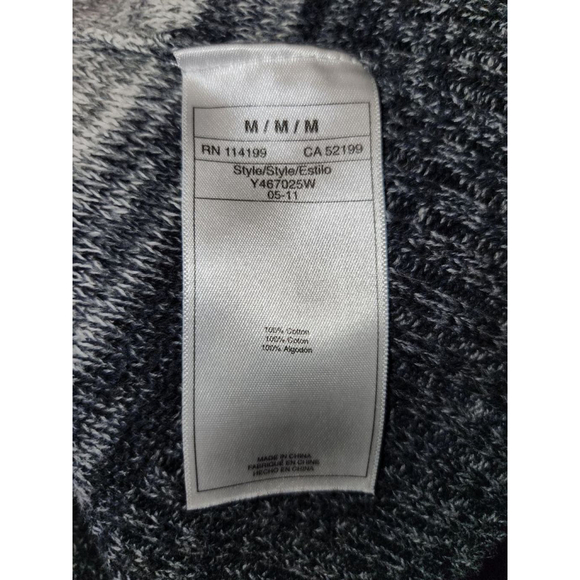 M / M / M
RN 114199 CA 52199
Style/Style/Estilo
Y467025W
05-11
100% Cotton
100% Coton
100% Algodón
MADE IN CHINA
FABRIQUÉ EN CHINE
HECHO EN CHINA